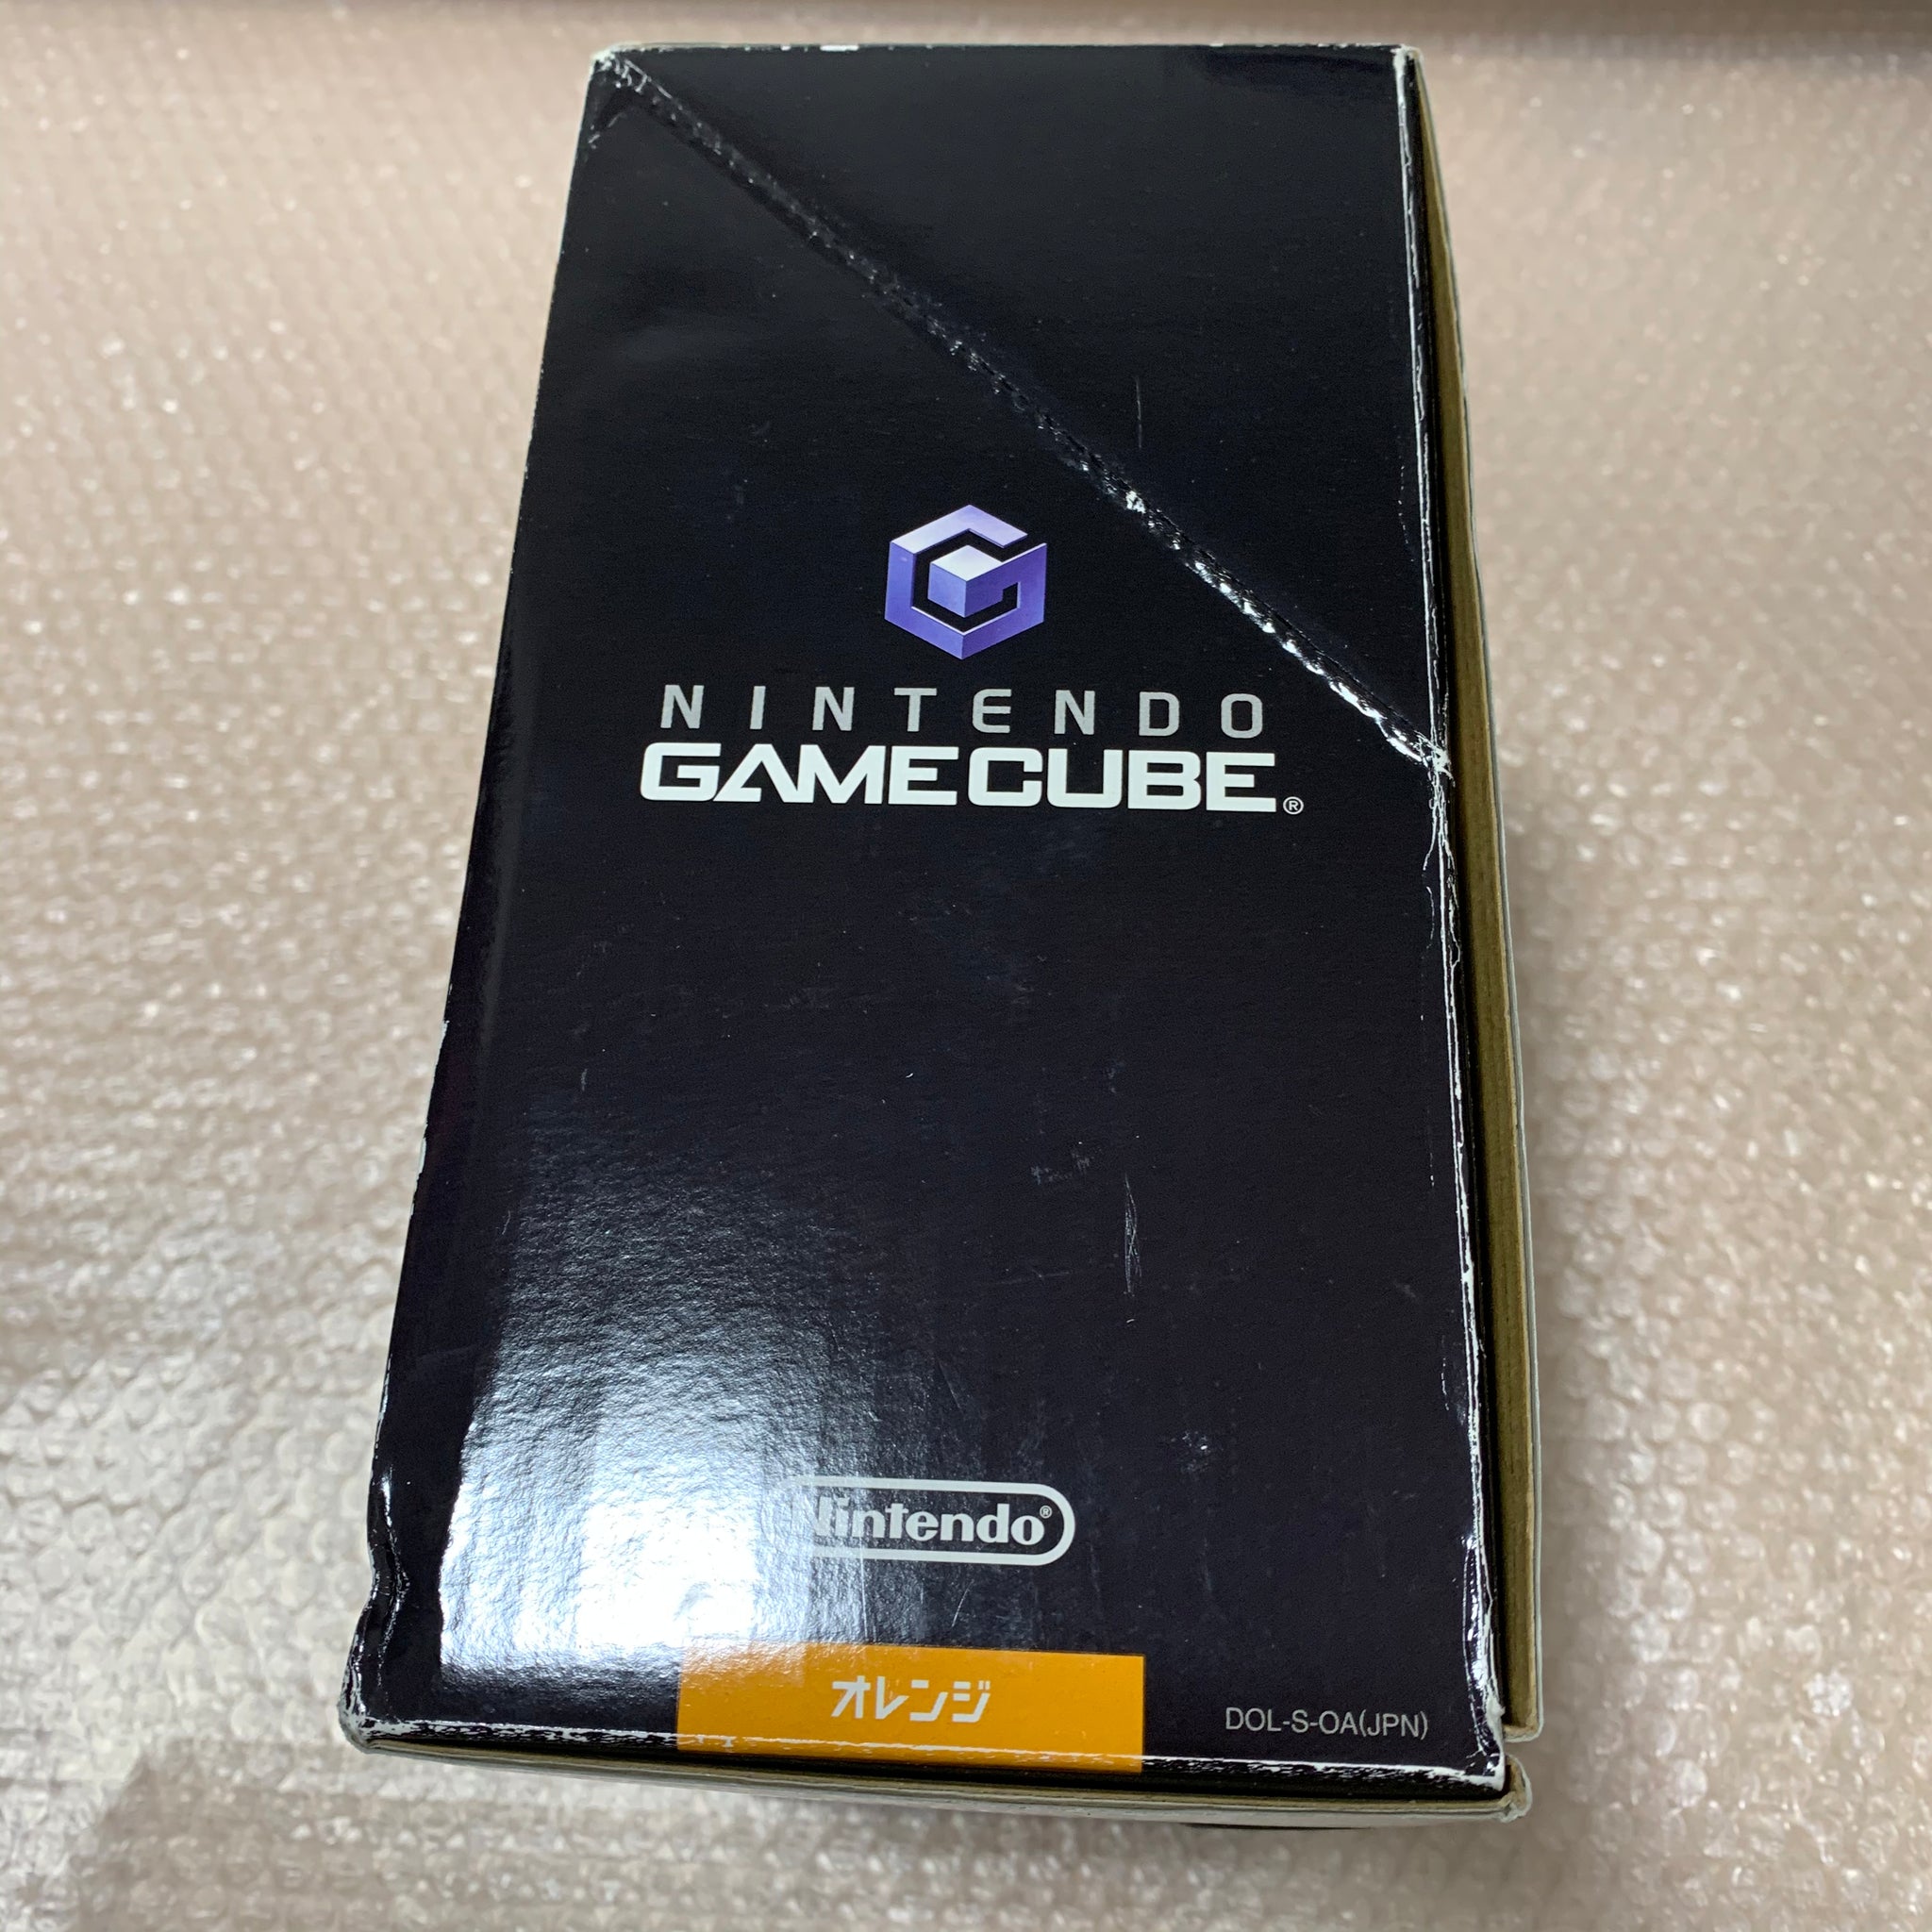 NINTENDO
GAMECUBE®
Nintendo®
オレンジ
DOL-S-OA(JPN)